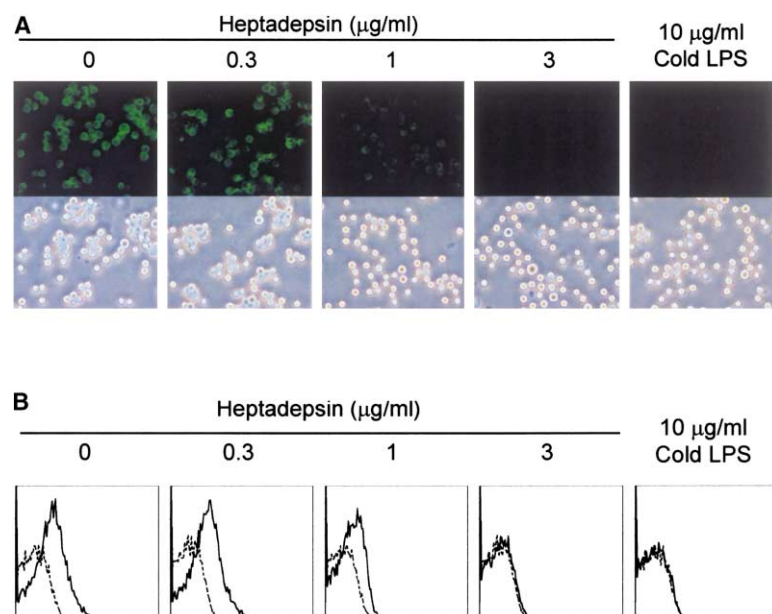 A
Heptadepsin (μg/ml)
0 0.3 1 3
10 μg/ml
Cold LPS
B
Heptadepsin (μg/ml)
0 0.3 1 3
10 μg/ml
Cold LPS